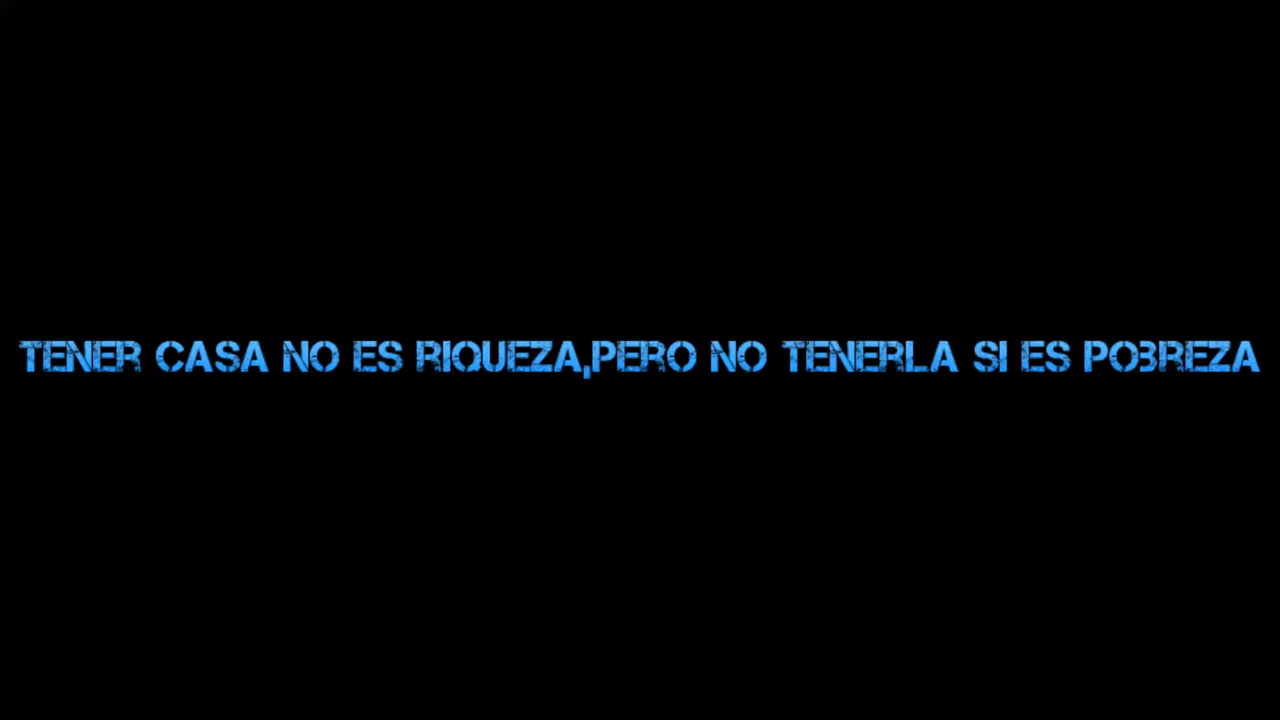 TENER CASA NO ES RIQUEZA,PERO NO TENERLA SI ES POBREZA